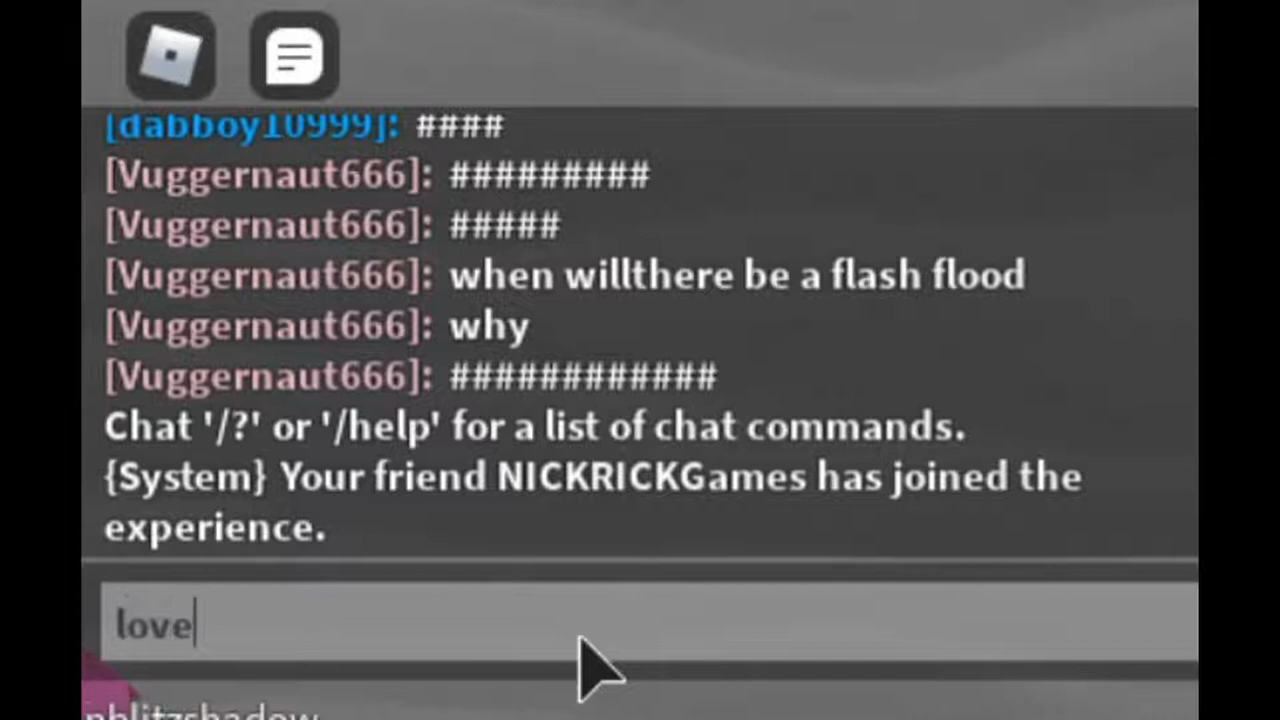 [dabboy10999]: ####
[Vuggernaut666]: #########
[Vuggernaut666]: #####
[Vuggernaut666]: when willthere be a flash flood
[Vuggernaut666]: why
[Vuggernaut666]: ############
Chat '/?' or '/help' for a list of chat commands.
{System} Your friend NICKRICKGames has joined the
experience.
love